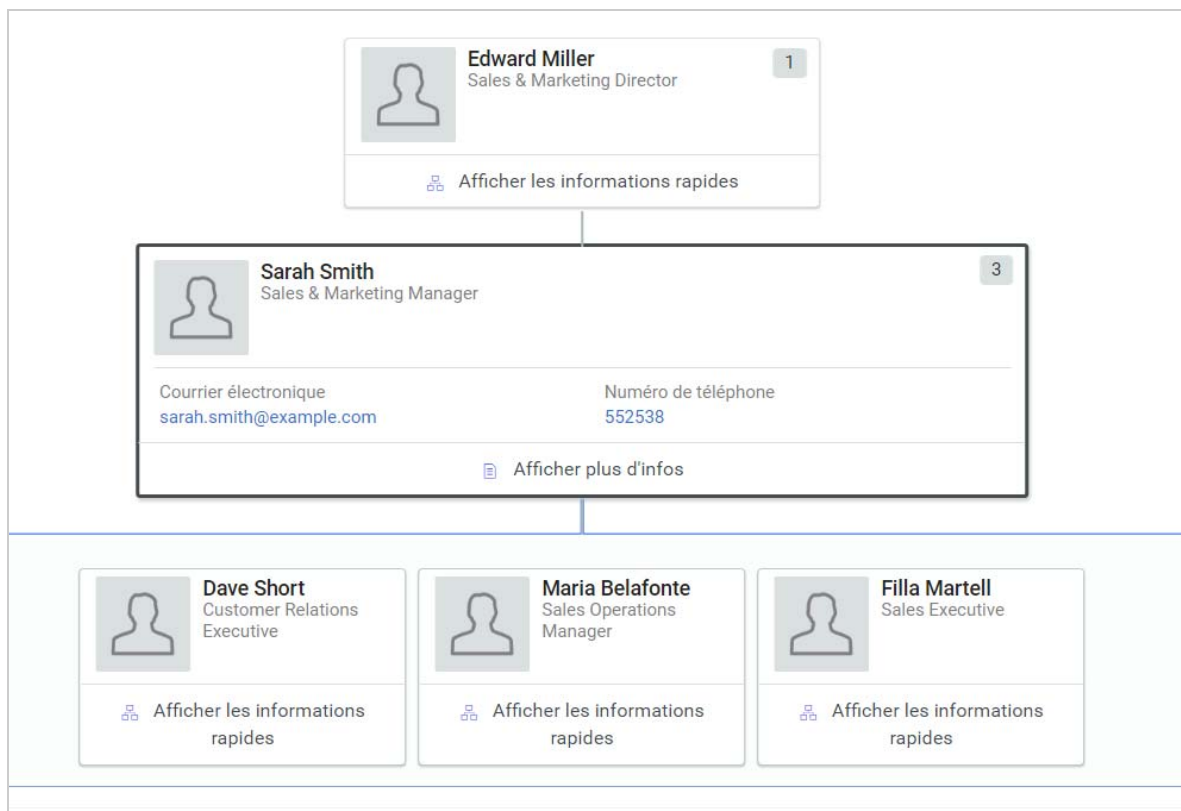 Edward Miller
1
Sales & Marketing Director
Afficher les informations rapides
Sarah Smith
3
Sales & Marketing Manager
Courrier électronique
Numéro de téléphone
sarah.smith@example.com
552538
Afficher plus d'infos
Dave Short
Customer Relations
Executive
Afficher les informations
rapides
Maria Belafonte
Sales Operations
Manager
Afficher les informations
rapides
Filla Martell
Sales Executive
Afficher les informations
rapides